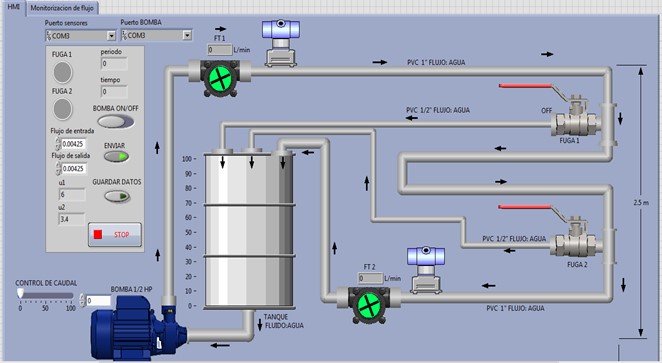 HMI
Monitorizacion de flujo
Puerto sensores
COM3
Puerto BOMBA
COM3
FUGA 1
periodo
0
tiempo
0
FUGA 2
BOMBA ON/OFF
Flujo de entrada
0.00425
ENVIAR
Flujo de salida
0.00425
u1
6
GUARDAR DATOS
u2
3.4
STOP
CONTROL DE CAUDAL
0 50 100
0
BOMBA 1/2 HP
FT 1
0 L/min
PVC 1" FLUJO: AGUA
PVC 1/2" FLUJO: AGUA
OFF
FUGA 1
100
90
80
70
60
50
40
30
20
10
0
2.5 m
PVC 1/2" FLUJO: AGUA
FUGA 2
FT 2
0 L/min
PVC 1" FLUJO: AGUA
TANQUE
FLUIDO:AGUA